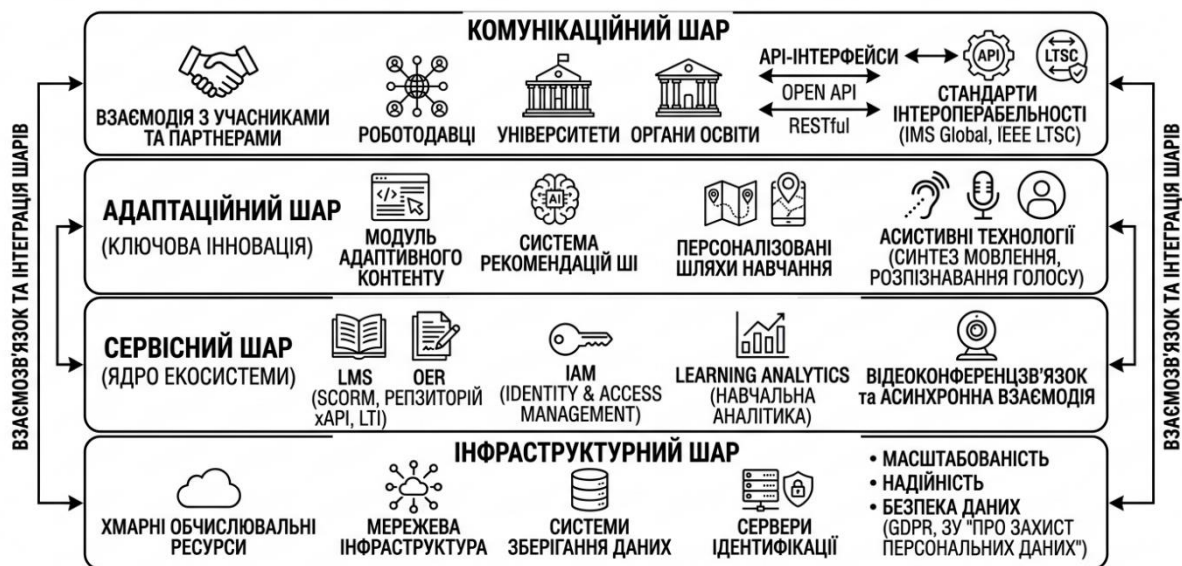 ВЗАЄМОЗВ'ЯЗОК ТА ІНТЕГРАЦІЯ ШАРІВ
КОМУНІКАЦІЙНИЙ ШАР
ВЗАЄМОДІЯ З УЧАСНИКАМИ
ТА ПАРТНЕРАМИ
РОБОТОДАВЦІ
УНІВЕРСИТЕТИ
ОРГАНИ ОСВІТИ
API-ІНТЕРФЕЙСИ
OPEN API
RESTful
API
LTSC
СТАНДАРТИ
ІНТЕРОПЕРАБЕЛЬНОСТІ
(IMS Global, IEEE LTSC)
АДАПТАЦІЙНИЙ ШАР
(КЛЮЧОВА ІННОВАЦІЯ)
</>
МОДУЛЬ
АДАПТИВНОГО
КОНТЕНТУ
AI
СИСТЕМА
РЕКОМЕНДАЦІЙ ШІ
ПЕРСОНАЛІЗОВАНІ
ШЛЯХИ НАВЧАННЯ
АСИСТИВНІ ТЕХНОЛОГІЇ
(СИНТЕЗ МОВЛЕННЯ,
РОЗПІЗНАВАННЯ ГОЛОСУ)
СЕРВІСНИЙ ШАР
(ЯДРО ЕКОСИСТЕМИ)
LMS OER
(SCORM, РЕПЗИТОРІЙ
xAPI, LTI)
IAM
(IDENTITY & ACCESS
MANAGEMENT)
LEARNING ANALYTICS
(НАВЧАЛЬНА
АНАЛІТИКА)
ВІДЕОКОНФЕРЕНЦЗВ'ЯЗОК
та АСИНХРОННА ВЗАЄМОДІЯ
ІНФРАСТРУКТУРНИЙ ШАР
ХМАРНІ ОБЧИСЛЮВАЛЬНІ
РЕСУРСИ
МЕРЕЖЕВА
ІНФРАСТРУКТУРА
СИСТЕМИ
ЗБЕРІГАННЯ ДАНИХ
СЕРВЕРИ
ІДЕНТИФІКАЦІЇ
• МАСШТАБОВАНІСТЬ
• НАДІЙНІСТЬ
• БЕЗПЕКА ДАНИХ
(GDPR, ЗУ "ПРО ЗАХИСТ
ПЕРСОНАЛЬНИХ ДАНИХ")
ВЗАЄМОЗВ'ЯЗОК ТА ІНТЕГРАЦІЯ ШАРІВ